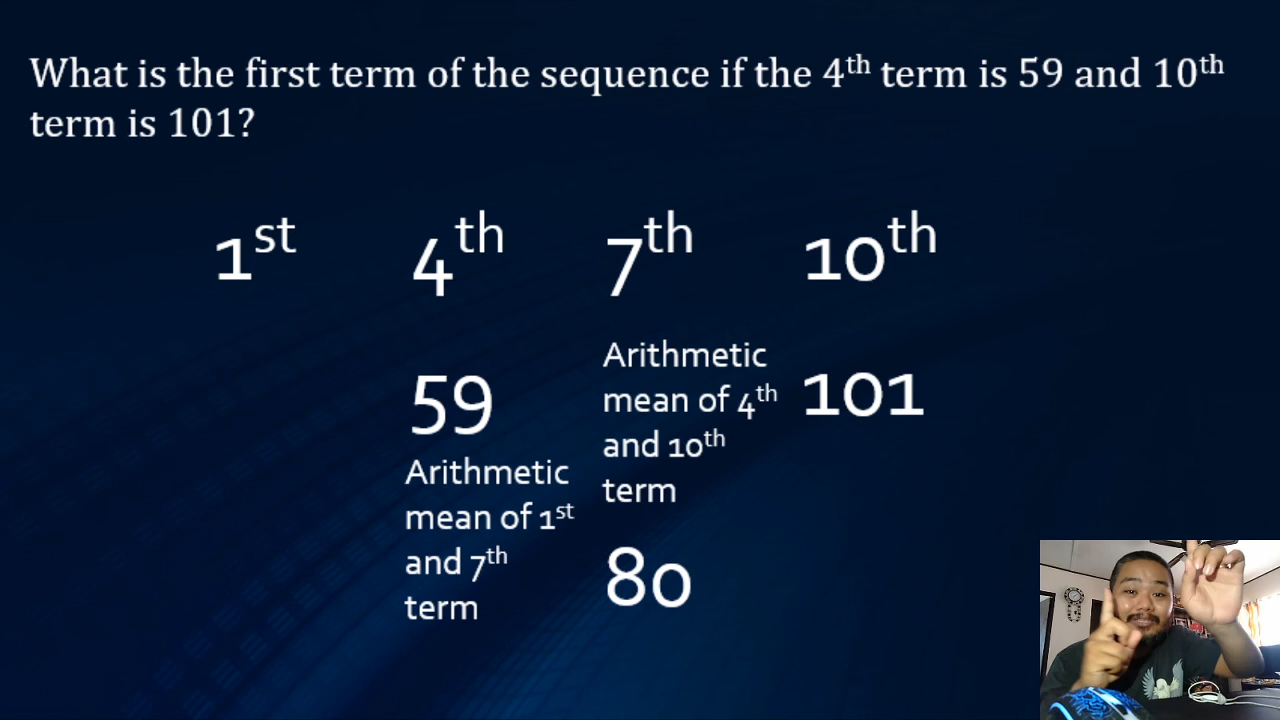 What is the first term of the sequence if the 4th term is 59 and 10th
term is 101?
1st 4th 7th 10th
59
Arithmetic
mean of 1st
and 7th
term
Arithmetic
mean of 4th
and 10th
term
80
101